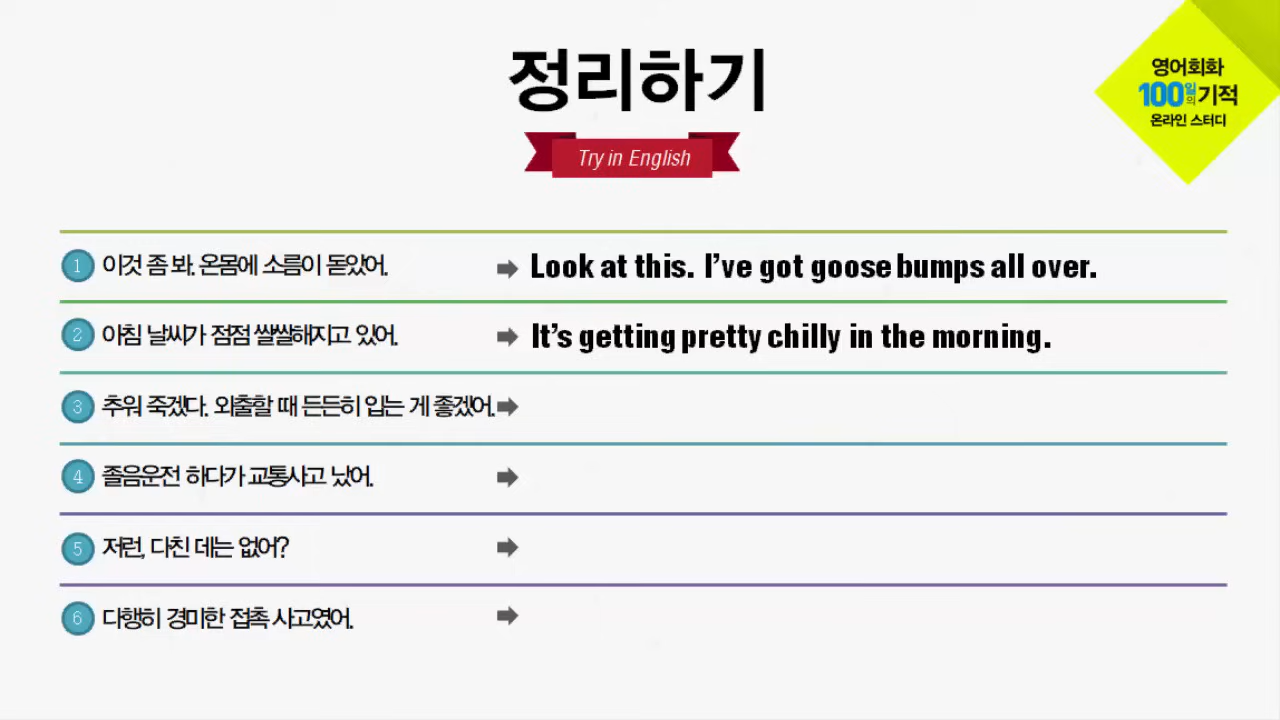 정리하기
Try in English
영어회화
100일의 기적
온라인 스터디
1 이것 좀 봐. 온몸에 소름이 돋았어. Look at this. I've got goose bumps all over.
2 아침 날씨가 점점 쌀쌀해지고 있어. It's getting pretty chilly in the morning.
3 추워 죽겠다. 외출할 때 든든히 입는 게 좋겠어.
4 졸음운전 하다가 교통사고 났어.
5 저런, 다친 데는 없어?
6 다행히 경미한 접촉 사고였어.